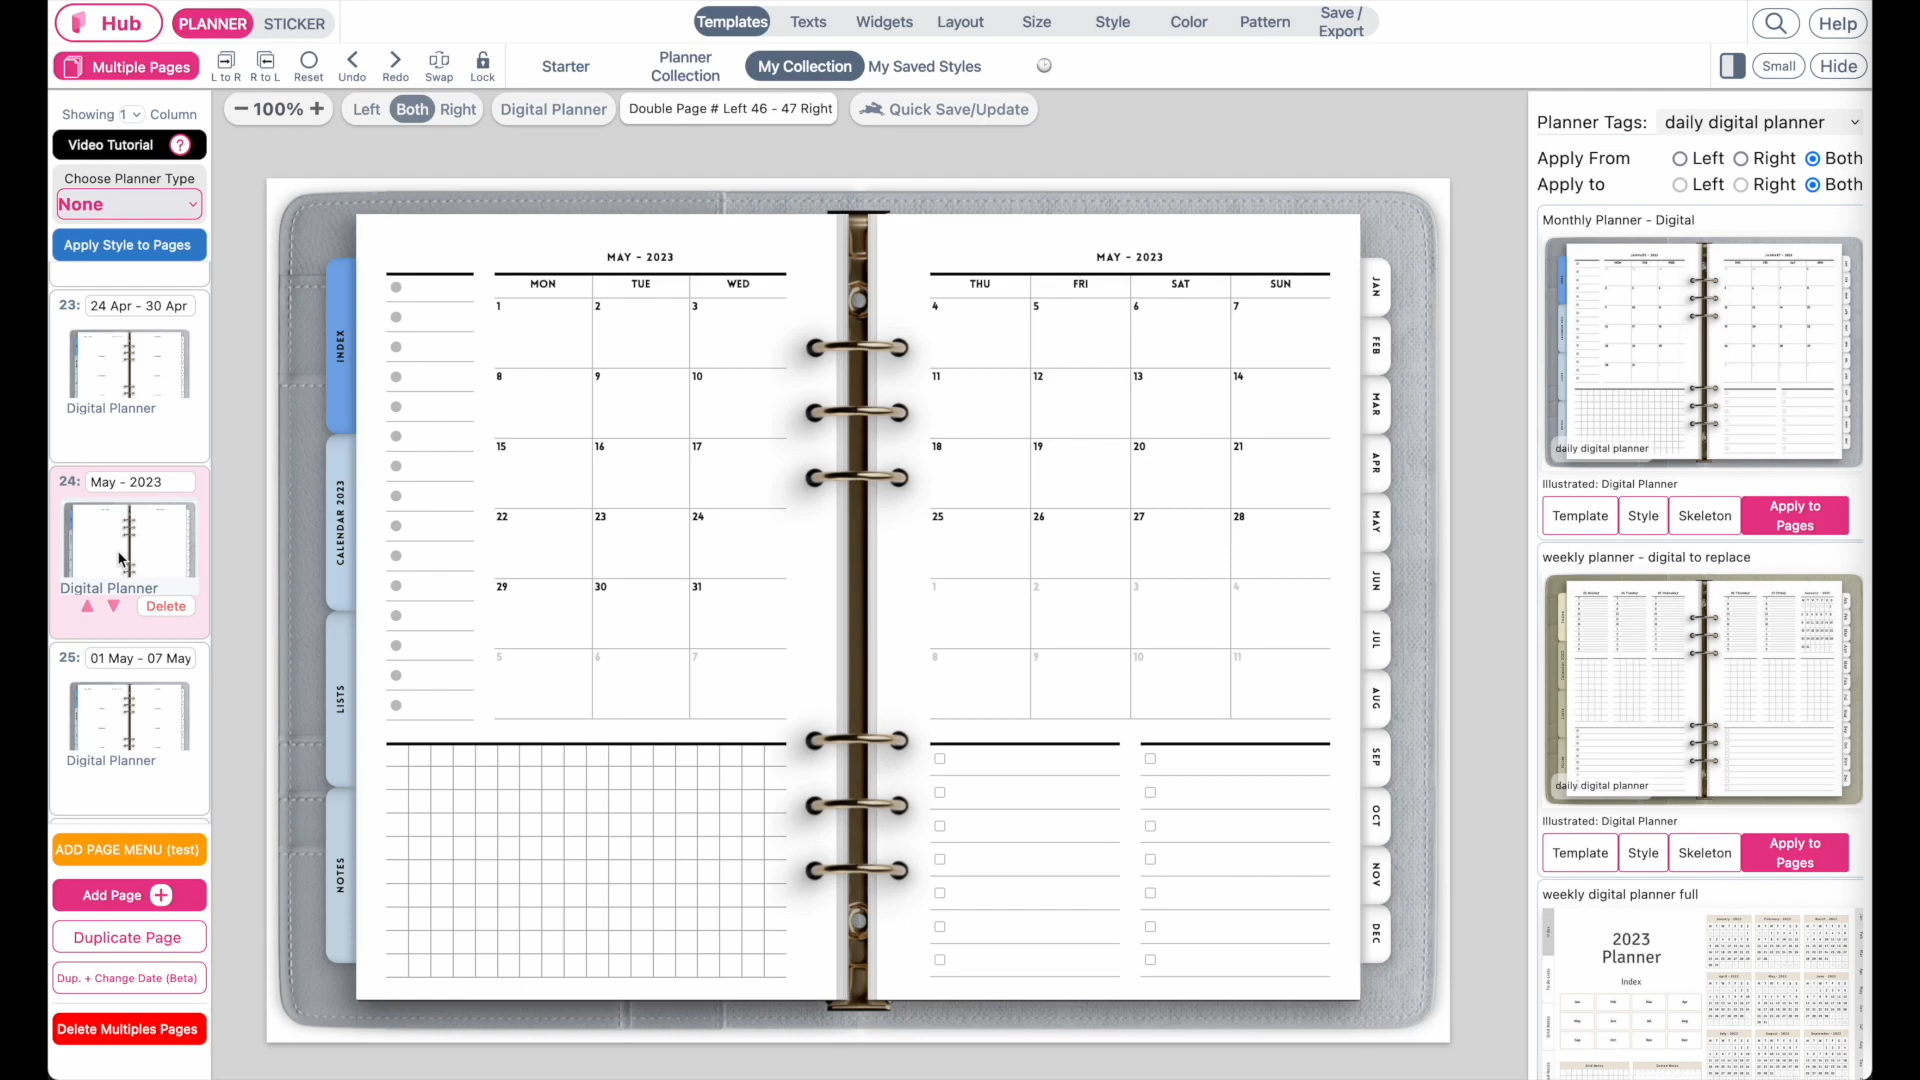 Hub PLANNER STICKER
Templates Texts Widgets Layout Size Style Color Pattern Save / Export
Help
Multiple Pages
L to R R to L Reset Undo Redo Swap Lock
Starter Planner Collection My Collection My Saved Styles
Small Hide
Showing 1 Column
Video Tutorial ?
Choose Planner Type
None
Apply Style to Pages
23: 24 Apr - 30 Apr
Digital Planner
24: May - 2023
Digital Planner
Delete
25: 01 May - 07 May
Digital Planner
ADD PAGE MENU (test)
Add Page
Duplicate Page
Dup. + Change Date (Beta)
Delete Multiples Pages
— 100% + Left Both Right Digital Planner Double Page # Left 46 - 47 Right Quick Save/Update
INDEX
CALENDAR 2023
LISTS
NOTES
MAY - 2023
MON TUE WED
1 2 3
8 9 10
15 16 17
22 23 24
29 30 31
5 6 7
MAY - 2023
THU FRI SAT SUN
4 5 6 7
11 12 13 14
18 19 20 21
25 26 27 28
1 2 3 4
8 9 10 11
JAN
FEB
MAR
APR
MAY
JUN
JUL
AUG
SEP
OCT
NOV
DEC
Planner Tags: daily digital planner
Apply From Left Right Both
Apply to Left Right Both
Monthly Planner - Digital
daily digital planner
Illustrated: Digital Planner
Template Style Skeleton Apply to Pages
weekly planner - digital to replace
daily digital planner
Illustrated: Digital Planner
Template Style Skeleton Apply to Pages
weekly digital planner full
2023
Planner
Index